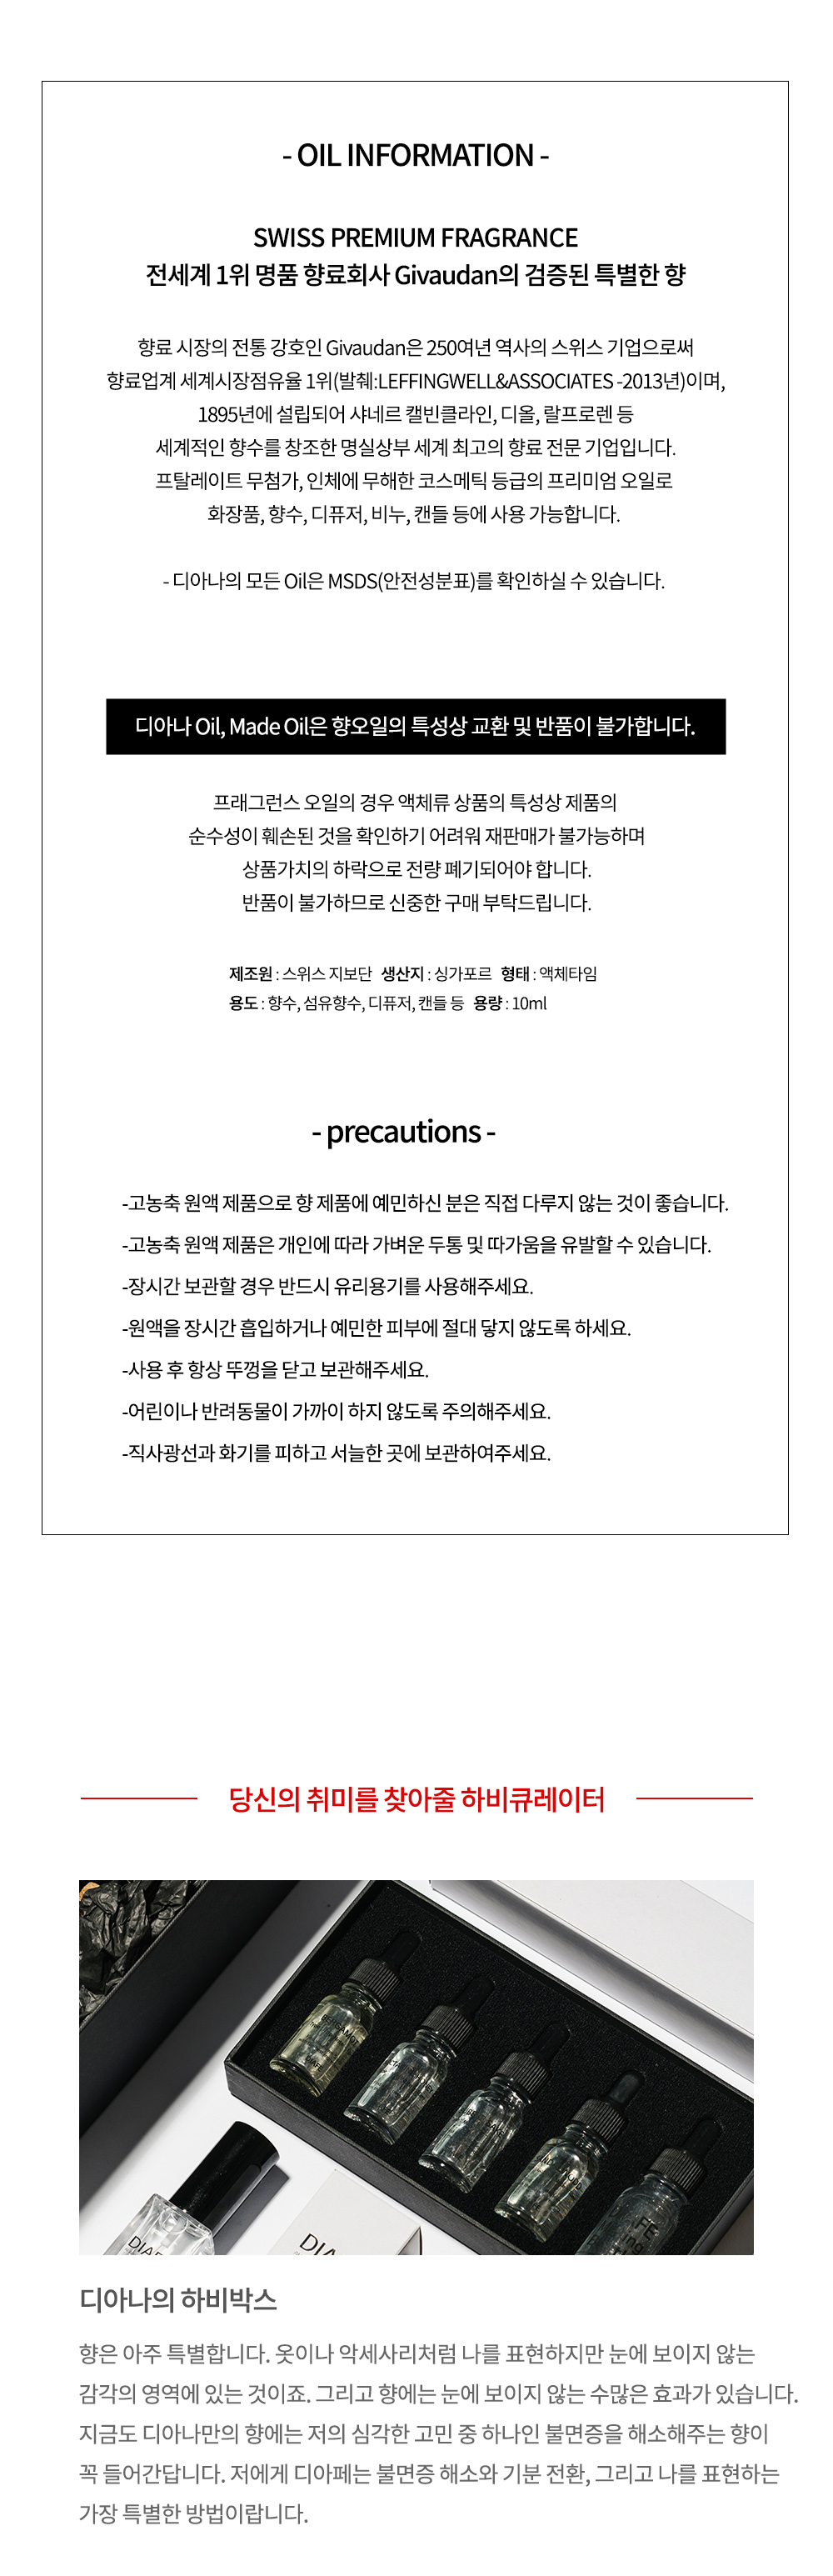 - OIL INFORMATION -
SWISS PREMIUM FRAGRANCE
전세계 1위 명품 향료회사 Givaudan의 검증된 특별한 향
향료 시장의 전통 강호인 Givaudan은 250여년 역사의 스위스 기업으로써
향료업계 세계시장점유율 1위(발췌:LEFFINGWELL&ASSOCIATES -2013년)이며,
1895년에 설립되어 샤네르 캘빈클라인, 디올, 랄프로렌 등
세계적인 향수를 창조한 명실상부 세계 최고의 향료 전문 기업입니다.
프탈레이트 무첨가, 인체에 무해한 코스메틱 등급의 프리미엄 오일로
화장품, 향수, 디퓨저, 비누, 캔들 등에 사용 가능합니다.
- 디아나의 모든 Oil은 MSDS(안전성분표)를 확인하실 수 있습니다.
디아나 Oil, Made Oil은 향오일의 특성상 교환 및 반품이 불가합니다.
프래그런스 오일의 경우 액체류 상품의 특성상 제품의
순수성이 훼손된 것을 확인하기 어려워 재판매가 불가능하며
상품가치의 하락으로 전량 폐기되어야 합니다.
반품이 불가하므로 신중한 구매 부탁드립니다.
제조원 : 스위스 지보단 생산지 : 싱가포르 형태 : 액체타임
용도 : 향수, 섬유향수, 디퓨저, 캔들 등 용량 : 10ml
- precautions -
-고농축 원액 제품으로 향 제품에 예민하신 분은 직접 다루지 않는 것이 좋습니다.
-고농축 원액 제품은 개인에 따라 가벼운 두통 및 따가움을 유발할 수 있습니다.
-장시간 보관할 경우 반드시 유리용기를 사용해주세요.
-원액을 장시간 흡입하거나 예민한 피부에 절대 닿지 않도록 하세요.
-사용 후 항상 뚜껑을 닫고 보관해주세요.
-어린이나 반려동물이 가까이 하지 않도록 주의해주세요.
-직사광선과 화기를 피하고 서늘한 곳에 보관하여주세요.
당신의 취미를 찾아줄 하비큐레이터
디아나의 하비박스
향은 아주 특별합니다. 옷이나 악세사리처럼 나를 표현하지만 눈에 보이지 않는
감각의 영역에 있는 것이죠. 그리고 향에는 눈에 보이지 않는 수많은 효과가 있습니다.
지금도 디아나만의 향에는 저의 심각한 고민 중 하나인 불면증을 해소해주는 향이
꼭 들어간답니다. 저에게 디아페는 불면증 해소와 기분 전환, 그리고 나를 표현하는
가장 특별한 방법이랍니다.